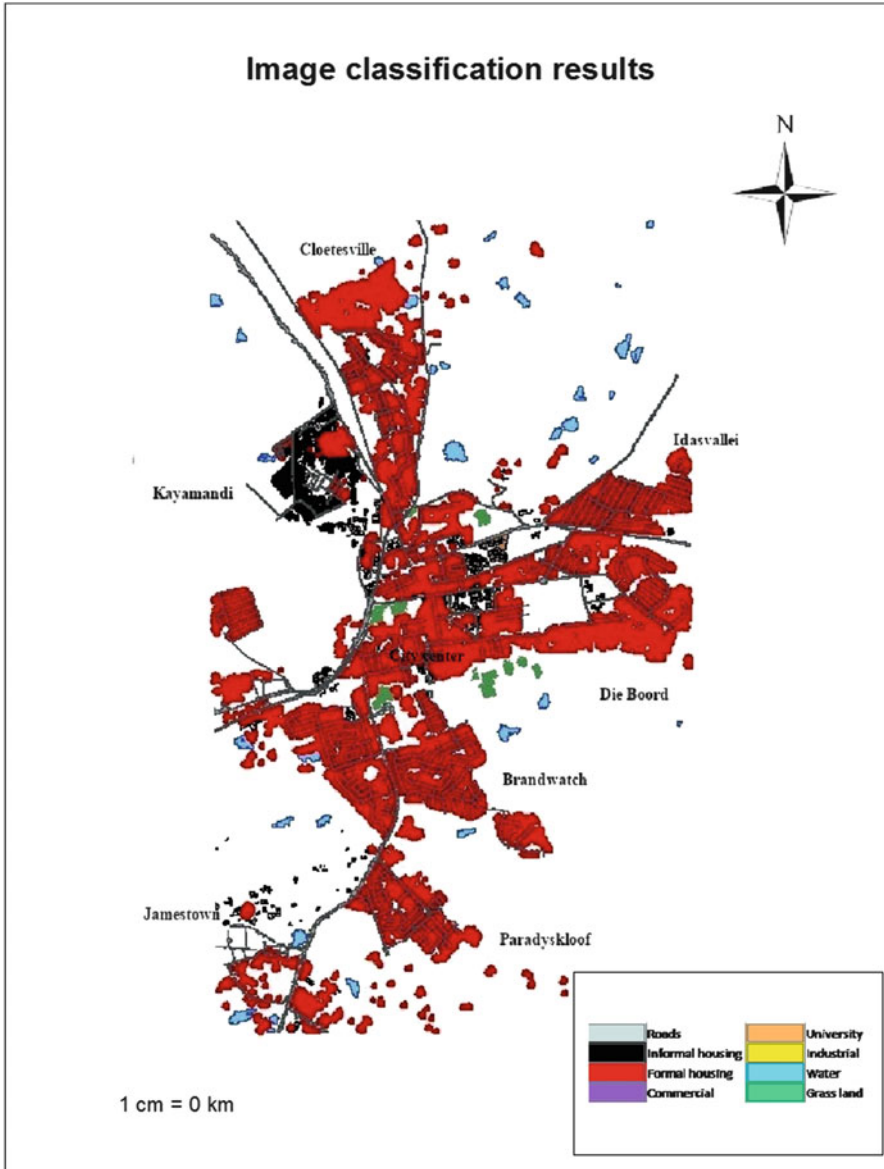 Image classification results
N
Cloetesville
Idasvallei
Kayamandi
City center
Die Boord
Brandwatch
Jamestown
Paradyskloof
Roads
Informal housing
Formal housing
Commercial
University
Industrial
Water
Grass land
1 cm = 0 km